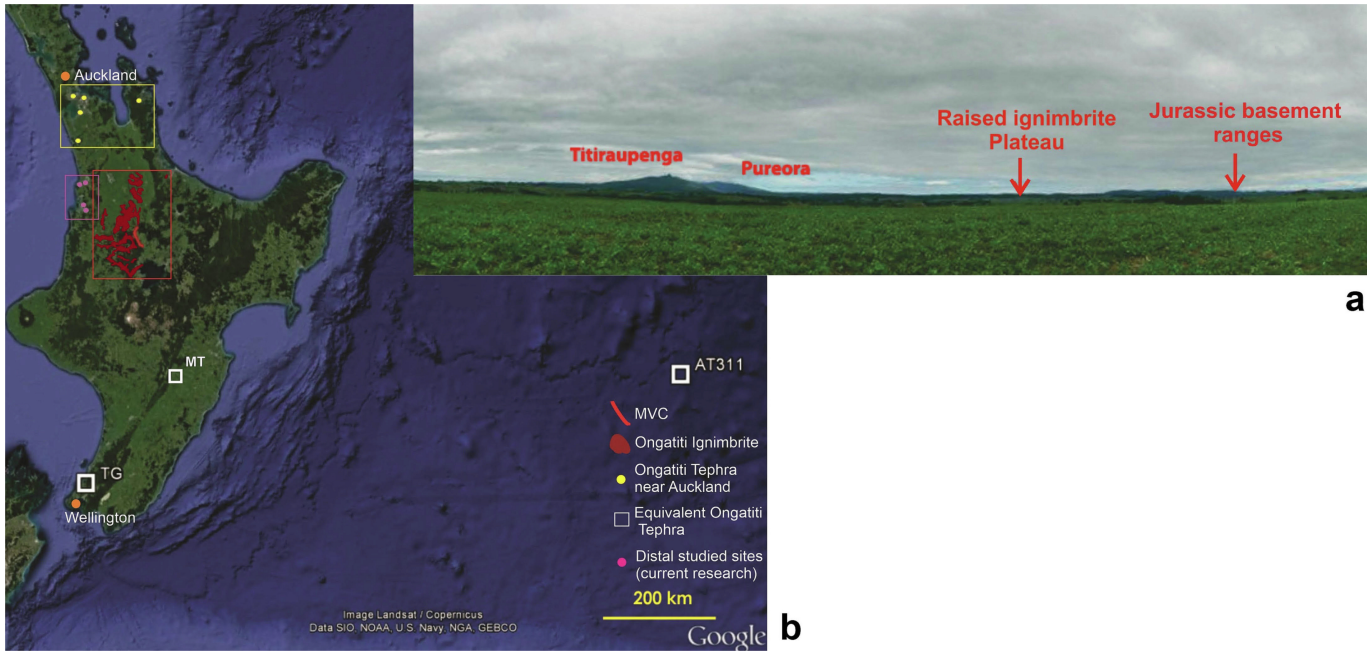 Auckland
MT
AT311
TG
Wellington
MVC
Ongatiti Ignimbrite
Ongatiti Tephra
near Auckland
Equivalent Ongatiti
Tephra
Distal studied sites
(current research)
200 km
Image Landsat / Copernicus
Data SIO, NOAA, U.S. Navy, NGA, GEBCO
Google
b
Titiraupenga
Pureora
Raised ignimbrite
Plateau
Jurassic basement
ranges
a